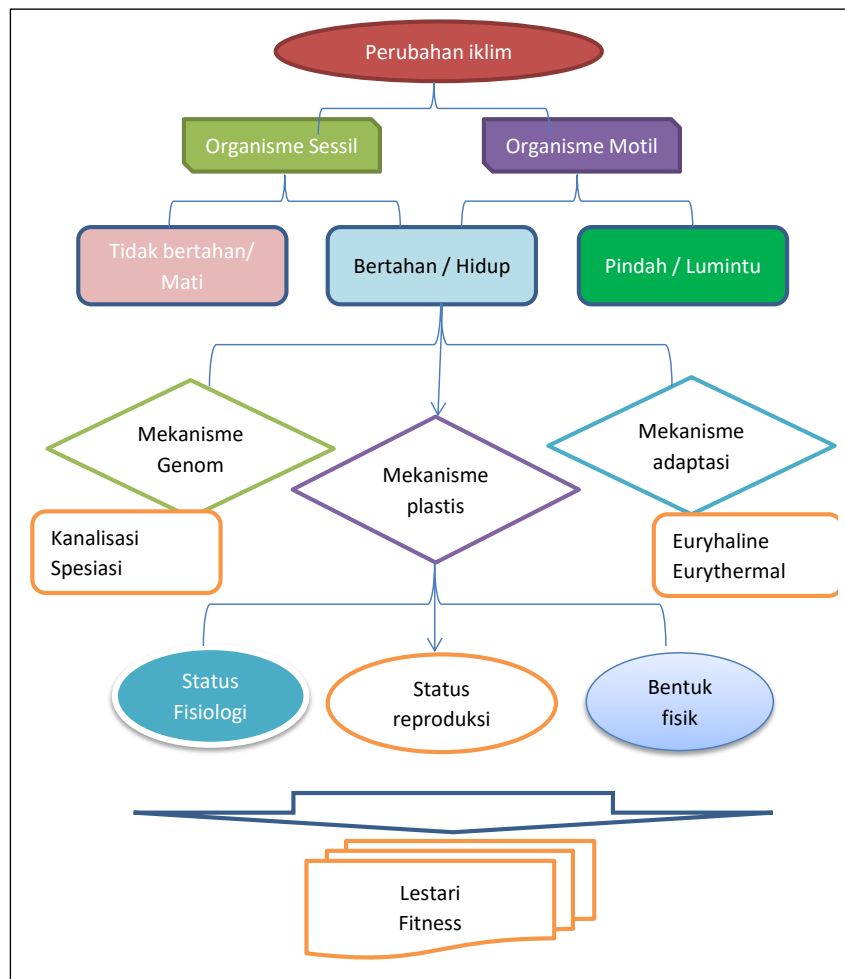 Perubahan iklim
Organisme Sessil
Organisme Motil
Tidak bertahan/
Mati
Bertahan / Hidup
Pindah / Lumintu
Mekanisme
Genom
Mekanisme
plastis
Mekanisme
adaptasi
Kanalisasi
Spesiasi
Euryhaline
Eurythermal
Status
Fisiologi
Status
reproduksi
Bentuk
fisik
Lestari
Fitness